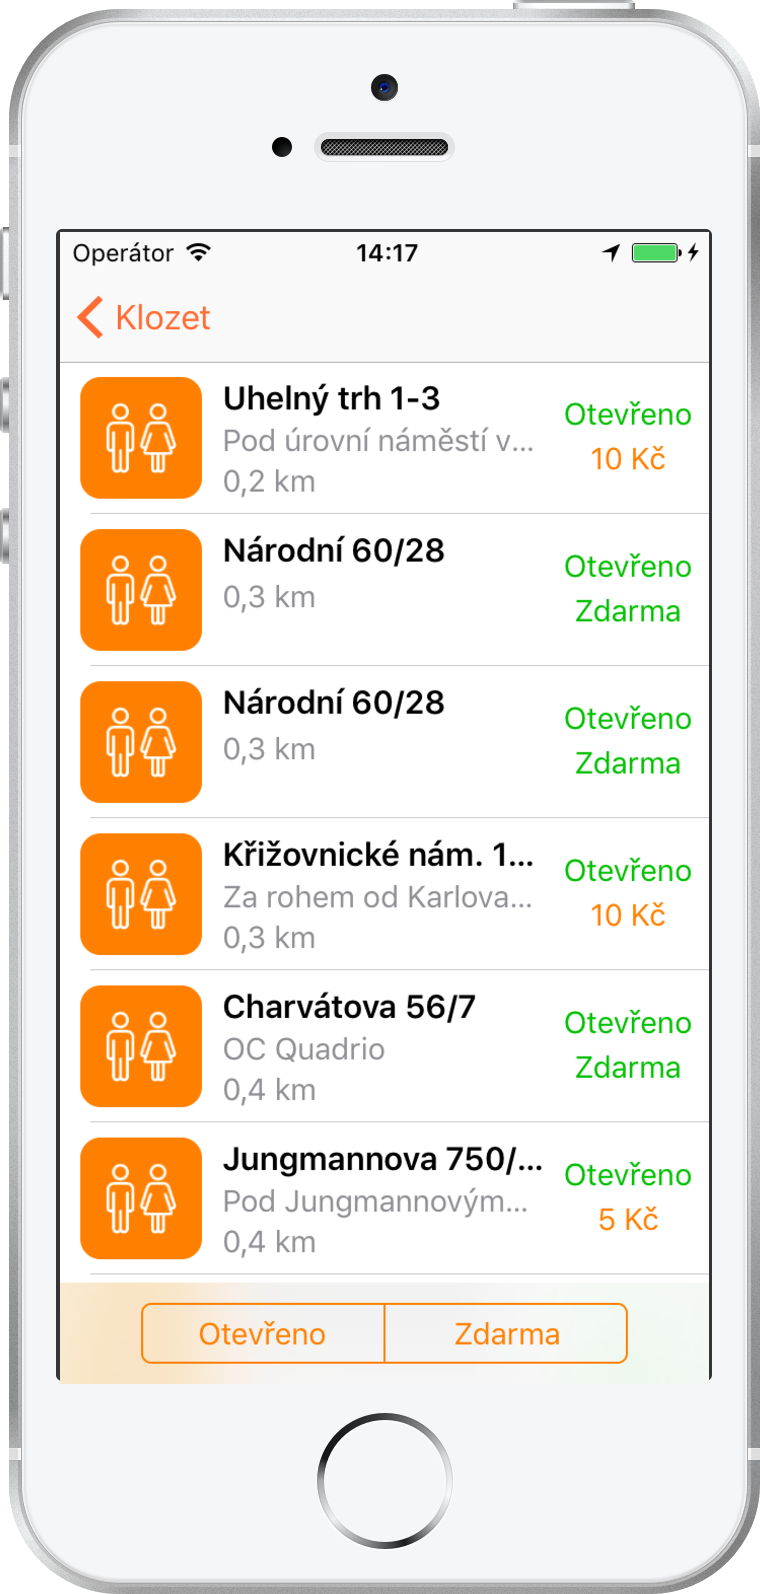 Operátor 14:17
Klozet
Uhelný trh 1-3
Pod úrovní náměstí v...
0,2 km
Otevřeno
10 Kč
Národní 60/28
0,3 km
Otevřeno
Zdarma
Národní 60/28
0,3 km
Otevřeno
Zdarma
Křižovnické nám. 1...
Za rohem od Karlova...
0,3 km
Otevřeno
10 Kč
Charvátova 56/7
OC Quadrio
0,4 km
Otevřeno
Zdarma
Jungmannova 750/...
Pod Jungmannovým...
0,4 km
Otevřeno
5 Kč
Otevřeno Zdarma